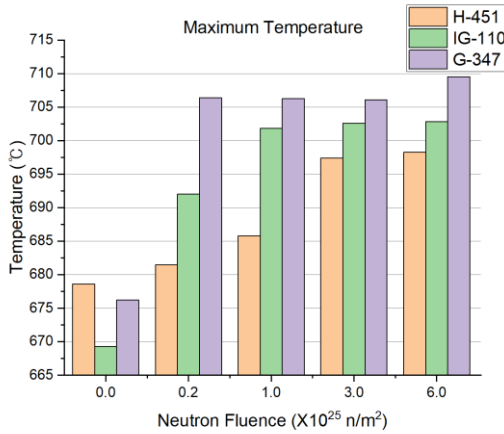 Maximum Temperature
H-451
IG-110
G-347
715
710
705
700
695
690
685
680
675
670
665
Temperature (℃)
0.0 0.2 1.0 3.0 6.0
Neutron Fluence (X10²⁵ n/m²)